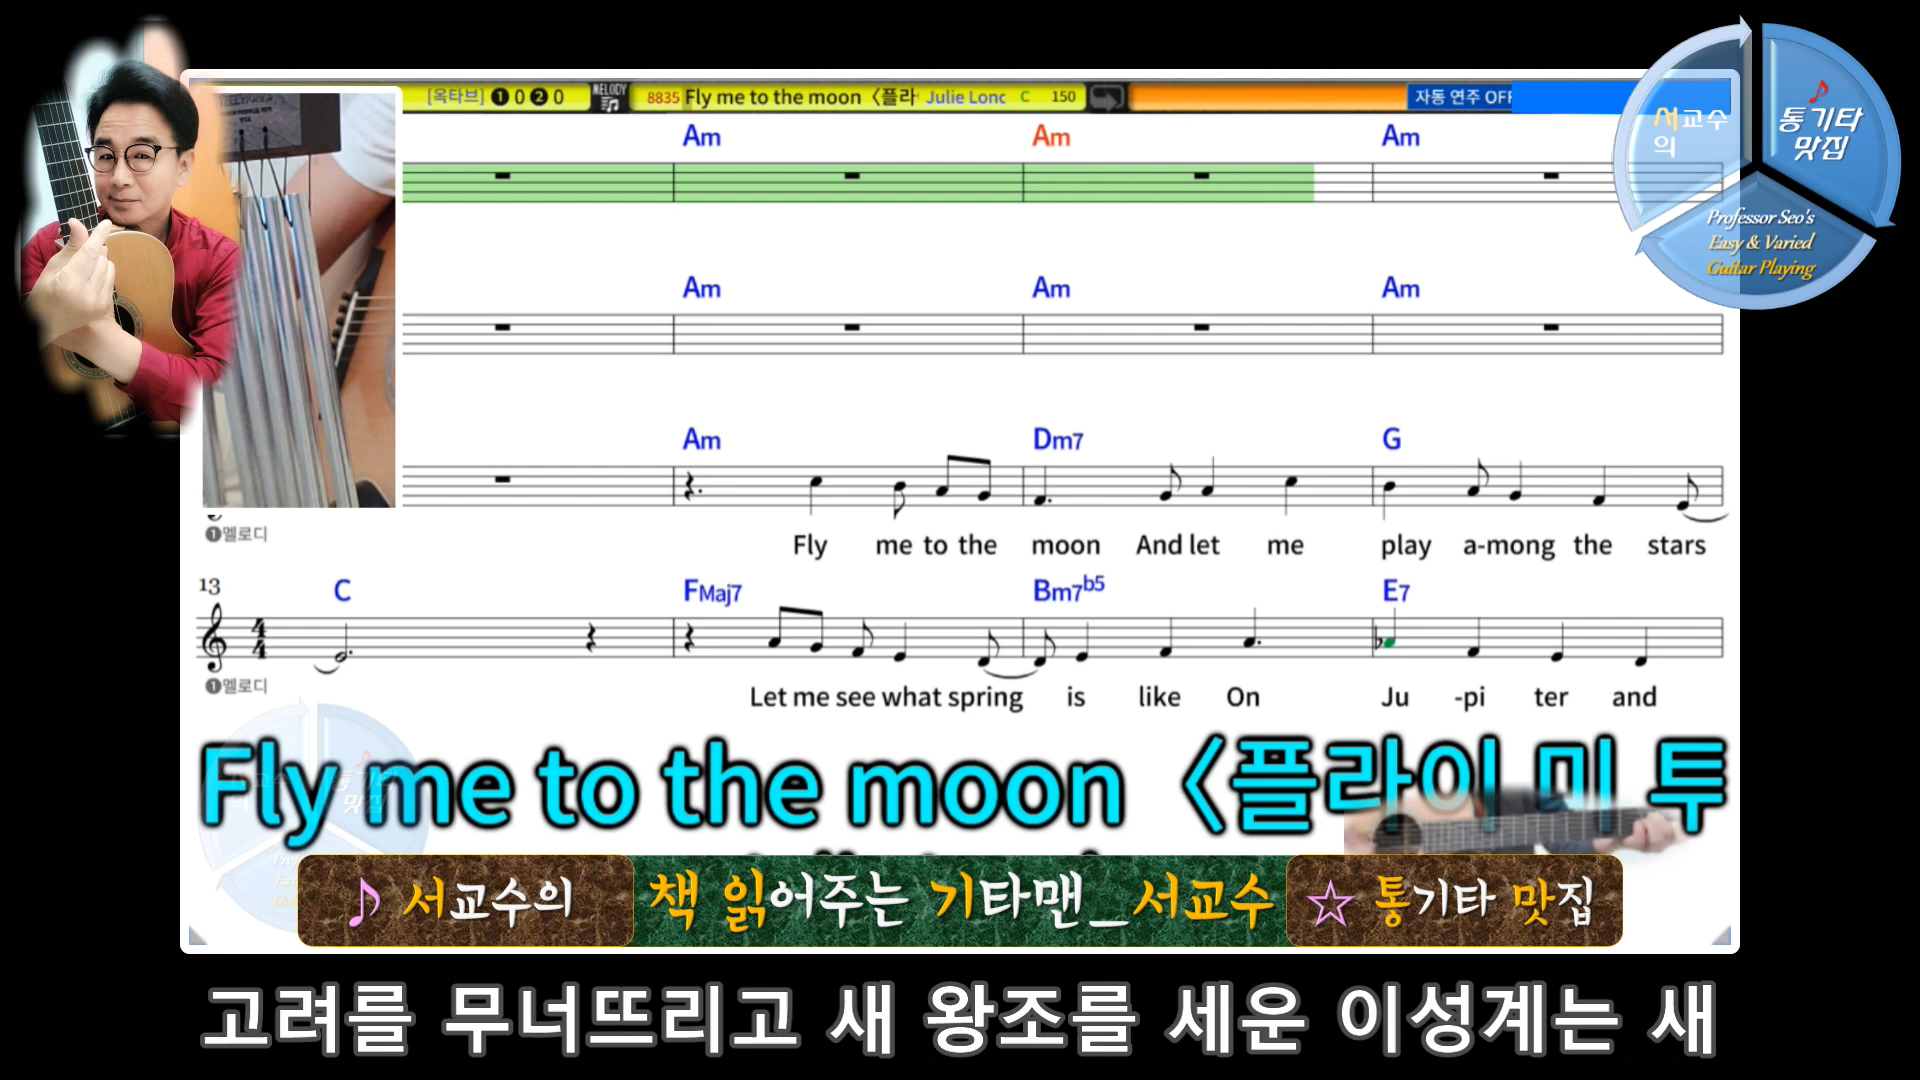 [옥타브] ❶ 0 ❷ 0 MELODY 8835 Fly me to the moon 〈플라 Julie Lonc C 150 자동 연주 OFF
서교수의
통기타 맛집
Professor Seo's
Easy & Varied
Guitar Playing
Am Am Am
Am Am Am
Am Dm7 G
❶멜로디
Fly me to the moon And let me play a-mong the stars
13 C FMaj7 Bm7b5 E7
❶멜로디
Let me see what spring is like On Ju -pi ter and
Fly me to the moon 〈플라이 미 투
♪ 서교수의 책 읽어주는 기타맨_서교수 ☆ 통기타 맛집
고려를 무너뜨리고 새 왕조를 세운 이성계는 새